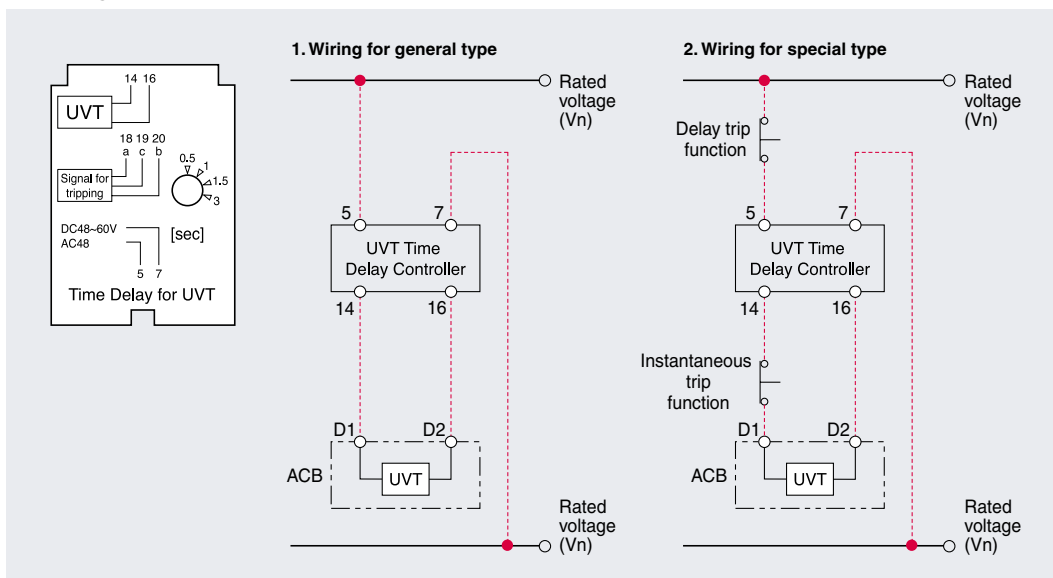 14 16
UVT
18 19 20
a c b
Signal for
tripping
0.5
1
1.5
3
DC48~60V
AC48
[sec]
5 7
Time Delay for UVT
1. Wiring for general type
Rated
voltage
(Vn)
5 7
UVT Time
Delay Controller
14 16
D1 D2
ACB
UVT
Rated
voltage
(Vn)
2. Wiring for special type
Rated
voltage
(Vn)
Delay trip
function
5 7
UVT Time
Delay Controller
14 16
Instantaneous
trip
function
D1 D2
ACB
UVT
Rated
voltage
(Vn)